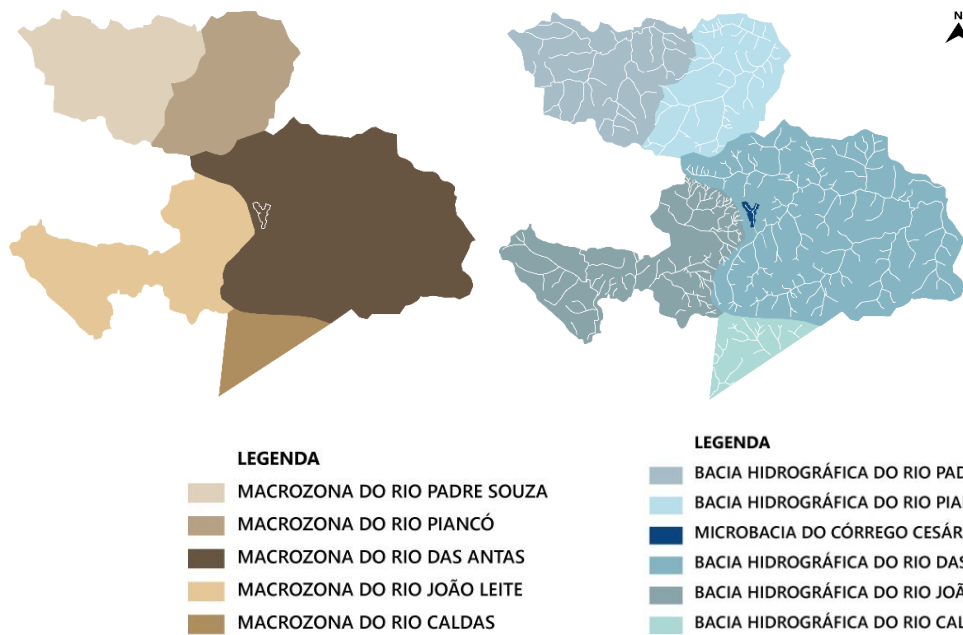 N
LEGENDA
MACROZONA DO RIO PADRE SOUZA
MACROZONA DO RIO PIANCÓ
MACROZONA DO RIO DAS ANTAS
MACROZONA DO RIO JOÃO LEITE
MACROZONA DO RIO CALDAS
LEGENDA
BACIA HIDROGRÁFICA DO RIO
BACIA HIDROGRÁFICA DO RIO
MICROBACIA DO CÓRREGO
BACIA HIDROGRÁFICA DO RIO
BACIA HIDROGRÁFICA DO RIO
BACIA HIDROGRÁFICA DO RIO